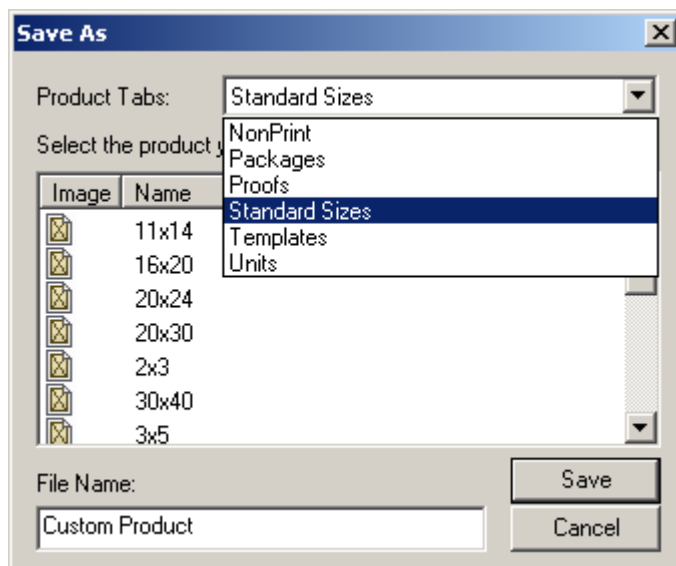 Save As
Product Tabs: Standard Sizes
NonPrint
Select the product
Packages
Proofs
Image Name
Standard Sizes
11x14
Templates
16x20
Units
20x24
20x30
2x3
30x40
3x5
File Name:
Save
Custom Product
Cancel